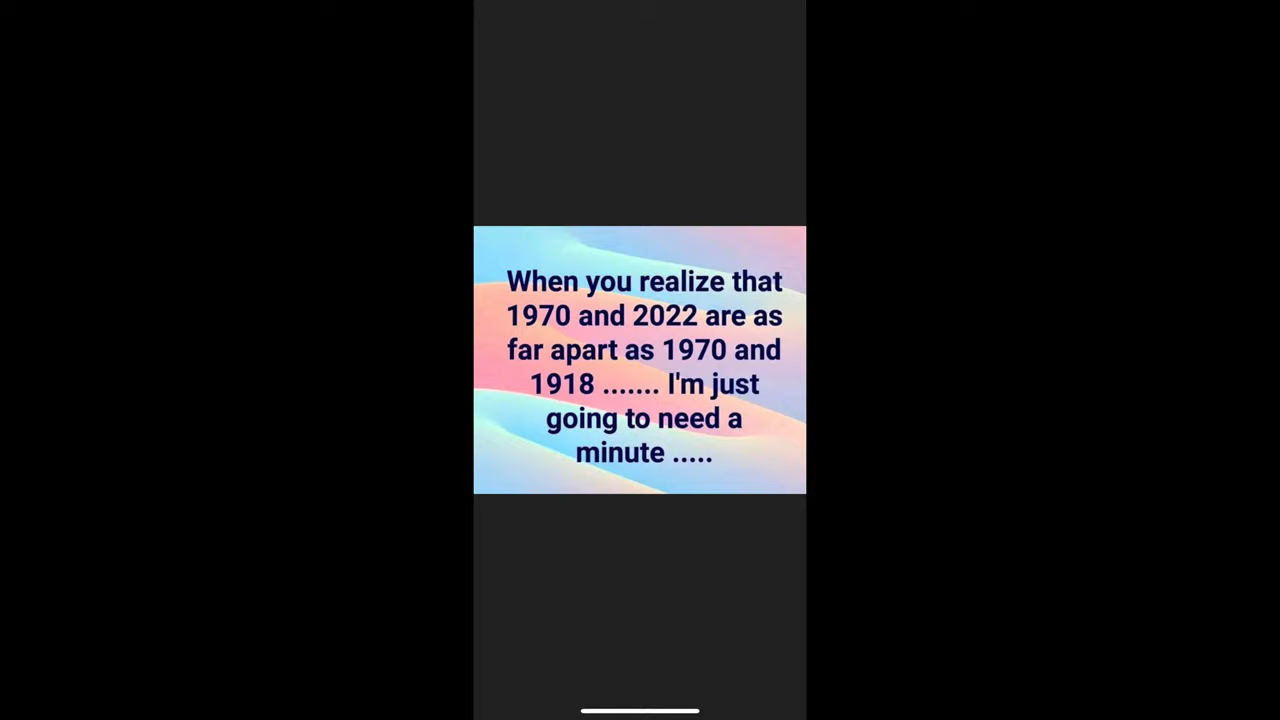 When you realize that
1970 and 2022 are as
far apart as 1970 and
1918 ....... I'm just
going to need a
minute .....